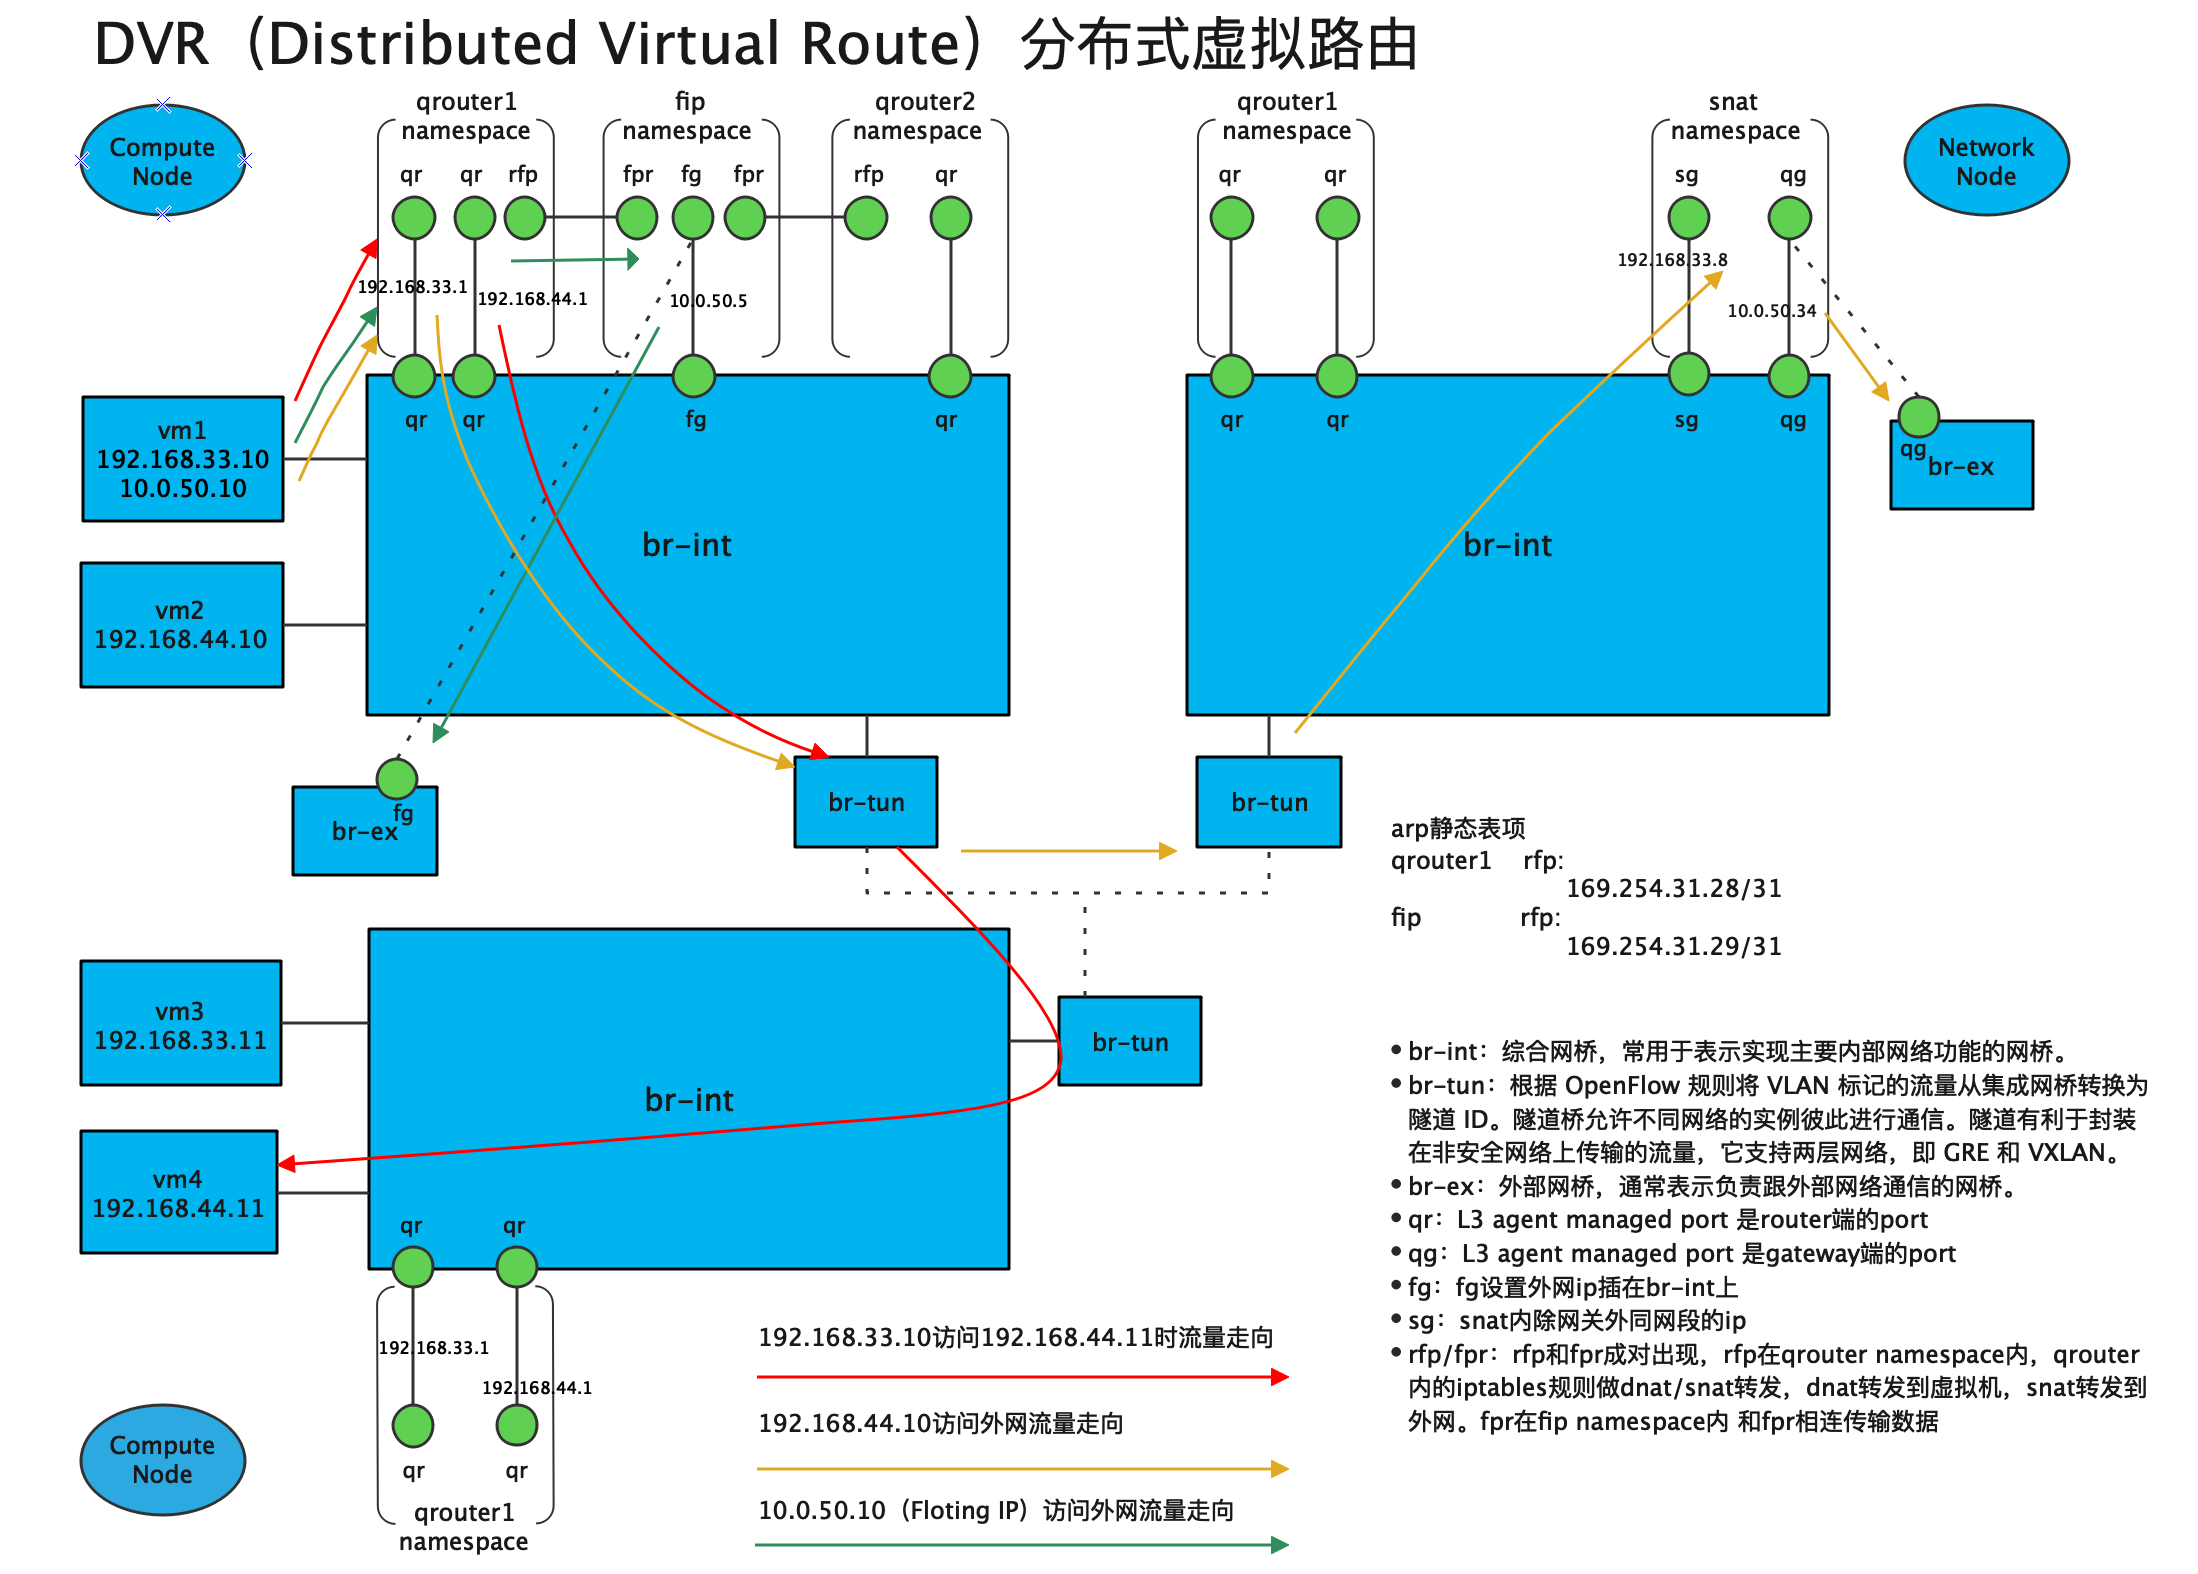 DVR（Distributed Virtual Route）分布式虚拟路由
Compute
Node
qrouter1
namespace
qr
qr
rfp
192.168.33.1
192.168.44.1
fip
namespace
fpr
fg
fpr
10.0.50.5
qrouter2
namespace
rfp
qr
qrouter1
namespace
qr
qr
snat
namespace
sg
qg
192.168.33.8
10.0.50.34
Network
Node
qr
qr
fg
qr
br-int
qr
qr
sg
qg
br-int
qg
br-ex
vm1
192.168.33.10
10.0.50.10
vm2
192.168.44.10
fg
br-ex
br-tun
br-tun
arp静态表项
qrouter1 rfp:
169.254.31.28/31
fip rfp:
169.254.31.29/31
vm3
192.168.33.11
vm4
192.168.44.11
br-int
br-tun
qr
qr
192.168.33.1
192.168.44.1
qr
qr
qrouter1
namespace
Compute
Node
192.168.33.10访问192.168.44.11时流量走向
192.168.44.10访问外网流量走向
10.0.50.10（Floting IP）访问外网流量走向
•br-int：综合网桥，常用于表示实现主要内部网络功能的网桥。
•br-tun：根据 OpenFlow 规则将 VLAN 标记的流量从集成网桥转换为
隧道 ID。隧道桥允许不同网络的实例彼此进行通信。隧道有利于封装
在非安全网络上传输的流量，它支持两层网络，即 GRE 和 VXLAN。
•br-ex：外部网桥，通常表示负责跟外部网络通信的网桥。
•qr：L3 agent managed port 是router端的port
•qg：L3 agent managed port 是gateway端的port
•fg：fg设置外网ip插在br-int上
•sg：snat内除网关外同网段的ip
•rfp/fpr：rfp和fpr成对出现，rfp在qrouter namespace内，qrouter
内的iptables规则做dnat/snat转发，dnat转发到虚拟机，snat转发到
外网。fpr在fip namespace内 和fpr相连传输数据